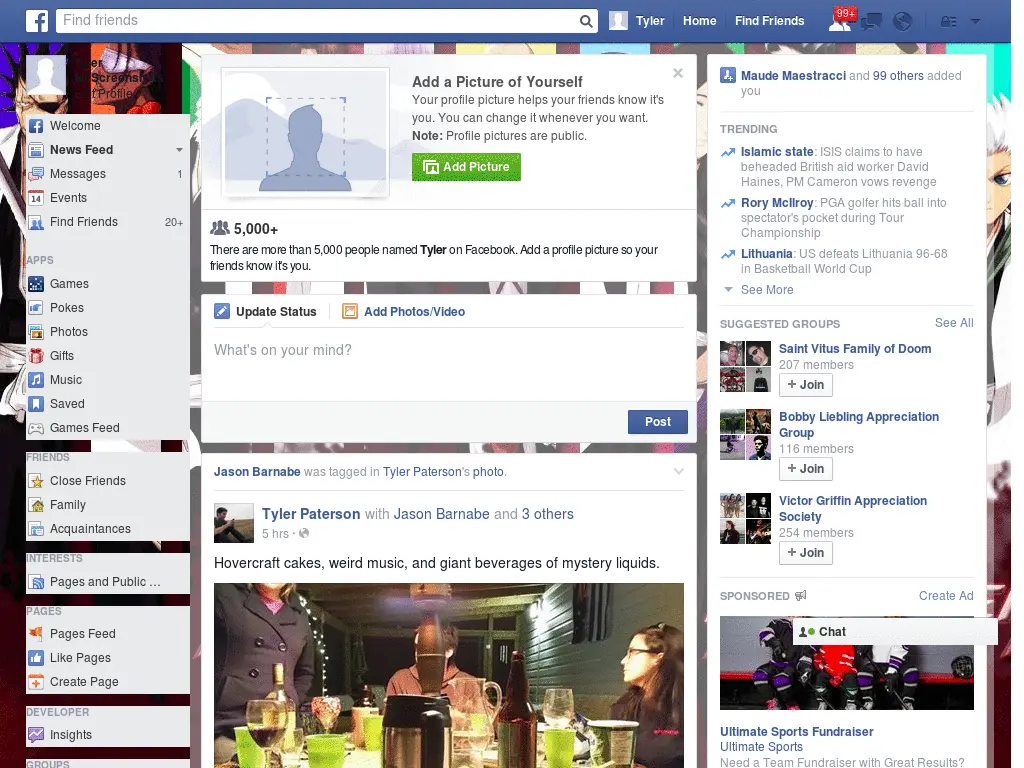 Find friends
Tyler
Home
Find Friends
99+
Welcome
News Feed
Messages 1
14 Events
Find Friends 20+
APPS
Games
Pokes
Photos
Gifts
Music
Saved
Games Feed
FRIENDS
Close Friends
Family
Acquaintances
INTERESTS
Pages and Public ...
PAGES
Pages Feed
Like Pages
Create Page
DEVELOPER
Insights
GROUPS
Add a Picture of Yourself
Your profile picture helps your friends know it's
you. You can change it whenever you want.
Note: Profile pictures are public.
Add Picture
5,000+
There are more than 5,000 people named Tyler on Facebook. Add a profile picture so your
friends know it's you.
Update Status
Add Photos/Video
What's on your mind?
Post
Jason Barnabe was tagged in Tyler Paterson's photo.
Tyler Paterson with Jason Barnabe and 3 others
5 hrs ·
Hovercraft cakes, weird music, and giant beverages of mystery liquids.
Maude Maestracci and 99 others added
you
TRENDING
Islamic state: ISIS claims to have
beheaded British aid worker David
Haines, PM Cameron vows revenge
Rory McIlroy: PGA golfer hits ball into
spectator's pocket during Tour
Championship
Lithuania: US defeats Lithuania 96-68
in Basketball World Cup
See More
SUGGESTED GROUPS See All
Saint Vitus Family of Doom
207 members
+ Join
Bobby Liebling Appreciation
Group
116 members
+ Join
Victor Griffin Appreciation
Society
254 members
+ Join
SPONSORED Create Ad
Chat
Ultimate Sports Fundraiser
Ultimate Sports
Need a Team Fundraiser with Great Results?